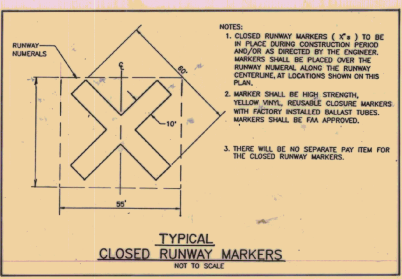 NOTES:
1. CLOSED RUNWAY MARKERS ( X's ) TO BE
IN PLACE DURING CONSTRUCTION PERIOD
AND/OR AS DIRECTED BY THE ENGINEER.
MARKERS SHALL BE PLACED OVER THE
RUNWAY NUMERAL ALONG THE RUNWAY
CENTERLINE, AT LOCATIONS SHOWN ON THIS
PLAN.
2. MARKER SHALL BE HIGH STRENGTH,
YELLOW VINYL, REUSABLE CLOSURE MARKERS
WITH FACTORY INSTALLED BALLAST TUBES.
MARKERS SHALL BE FAA APPROVED.
3. THERE WILL BE NO SEPARATE PAY ITEM FOR
THE CLOSED RUNWAY MARKERS.
RUNWAY
NUMERALS
℄
60'
10'
55'
TYPICAL
CLOSED RUNWAY MARKERS
NOT TO SCALE